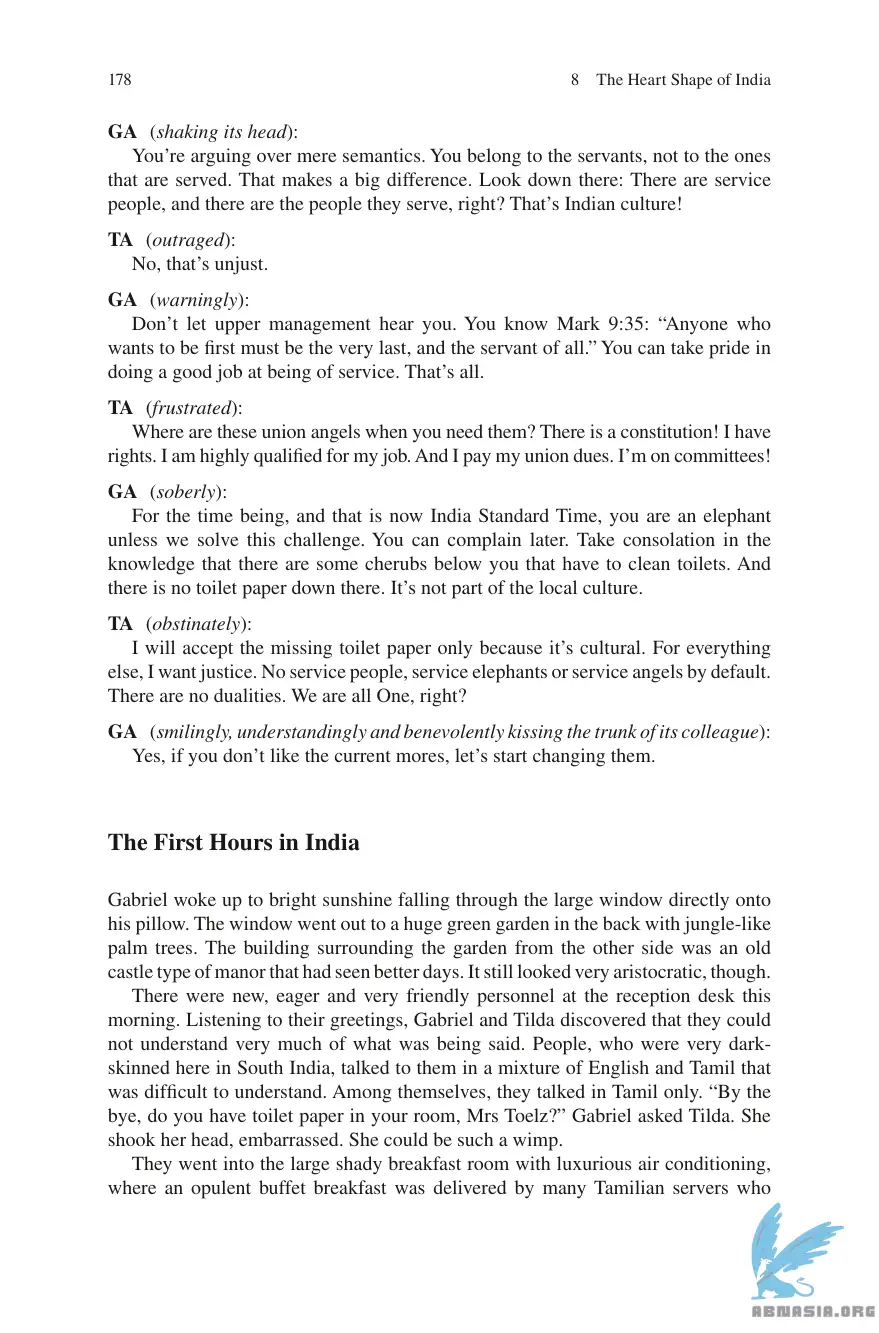 178
8 The Heart Shape of India
GA (shaking its head):
You’re arguing over mere semantics. You belong to the servants, not to the ones
that are served. That makes a big difference. Look down there: There are service
people, and there are the people they serve, right? That’s Indian culture!
TA (outraged):
No, that’s unjust.
GA (warningly):
Don’t let upper management hear you. You know Mark 9:35: “Anyone who
wants to be first must be the very last, and the servant of all.” You can take pride in
doing a good job at being of service. That’s all.
TA (frustrated):
Where are these union angels when you need them? There is a constitution! I have
rights. I am highly qualified for my job. And I pay my union dues. I’m on committees!
GA (soberly):
For the time being, and that is now India Standard Time, you are an elephant
unless we solve this challenge. You can complain later. Take consolation in the
knowledge that there are some cherubs below you that have to clean toilets. And
there is no toilet paper down there. It’s not part of the local culture.
TA (obstinately):
I will accept the missing toilet paper only because it’s cultural. For everything
else, I want justice. No service people, service elephants or service angels by default.
There are no dualities. We are all One, right?
GA (smilingly, understandingly and benevolently kissing the trunk of its colleague):
Yes, if you don’t like the current mores, let’s start changing them.
The First Hours in India
Gabriel woke up to bright sunshine falling through the large window directly onto
his pillow. The window went out to a huge green garden in the back with jungle-like
palm trees. The building surrounding the garden from the other side was an old
castle type of manor that had seen better days. It still looked very aristocratic, though.
There were new, eager and very friendly personnel at the reception desk this
morning. Listening to their greetings, Gabriel and Tilda discovered that they could
not understand very much of what was being said. People, who were very dark-
skinned here in South India, talked to them in a mixture of English and Tamil that
was difficult to understand. Among themselves, they talked in Tamil only. “By the
bye, do you have toilet paper in your room, Mrs Toelz?” Gabriel asked Tilda. She
shook her head, embarrassed. She could be such a wimp.
They went into the large shady breakfast room with luxurious air conditioning,
where an opulent buffet breakfast was delivered by many Tamilian servers who
ABNASIA.ORG